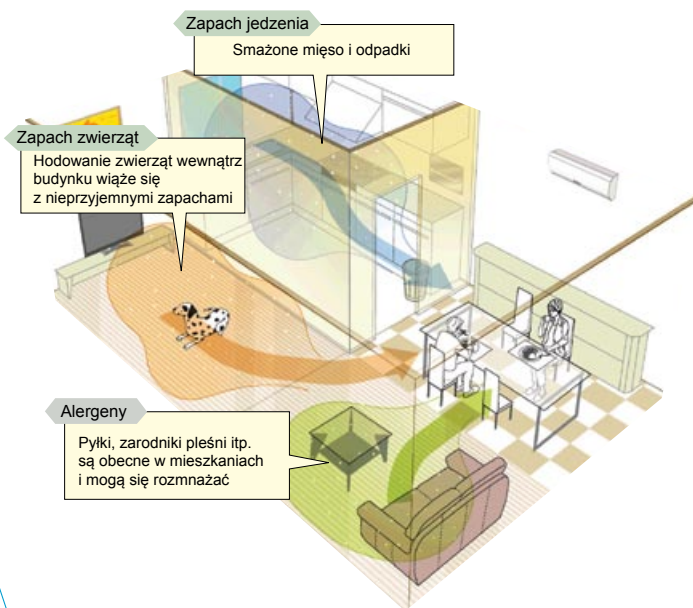 Zapach jedzenia
Smażone mięso i odpadki
Zapach zwierząt
Hodowanie zwierząt wewnątrz
budynku wiąże się
z nieprzyjemnymi zapachami
Alergeny
Pyłki, zarodniki pleśni itp.
są obecne w mieszkaniach
i mogą się rozmnażać